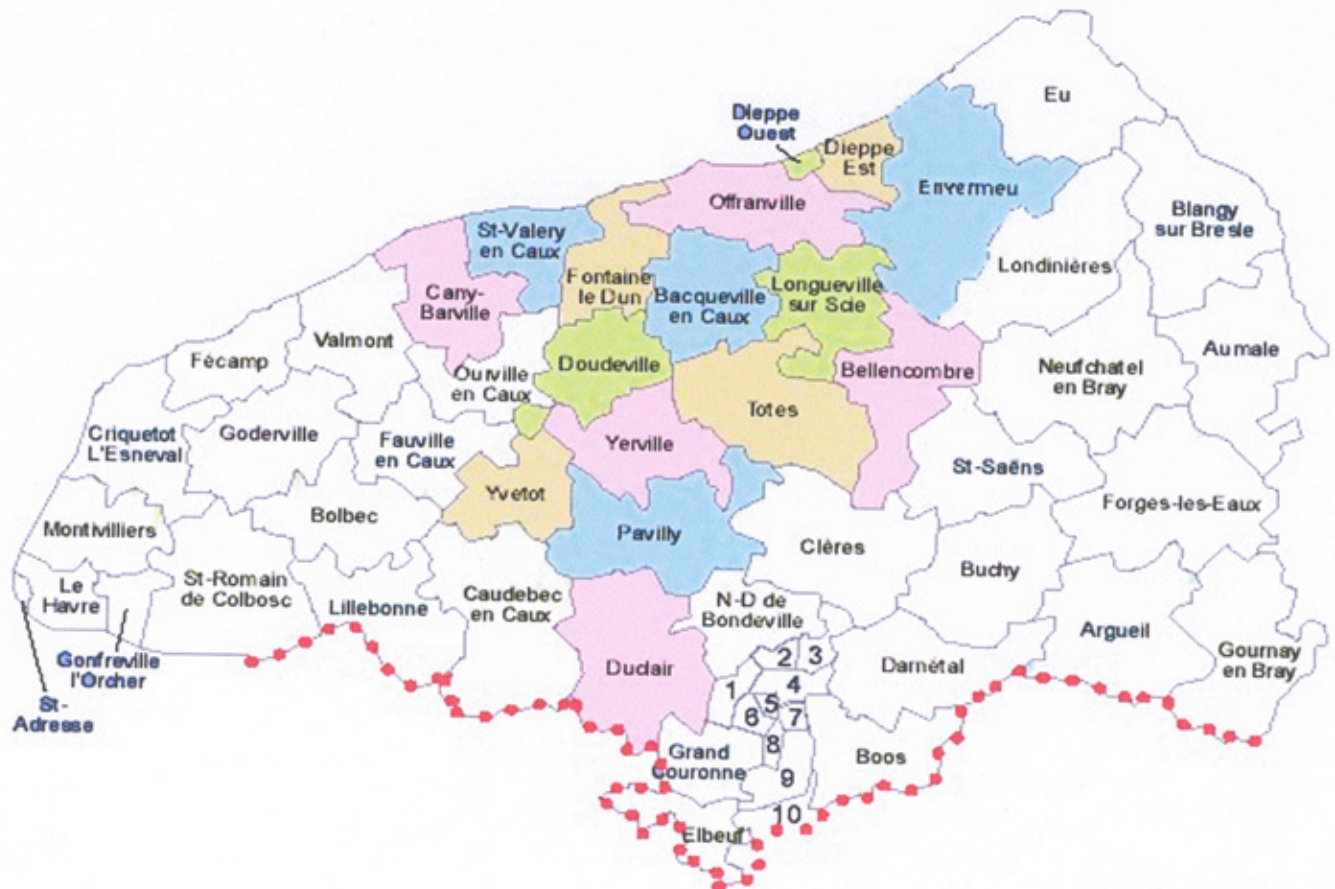 Eu
Dieppe
Ouest
Dieppe
Est
Envermeu
Offranville
Blangy
sur Bresle
St-Valery
en Caux
Londinières
Fontaine
le Dun
Bacqueville
en Caux
Longueville
sur Scie
Cany-
Barville
Valmont
Fécamp
Ourville
en Caux
Doudeville
Bellencombre
Neufchatel
en Bray
Aumale
Totes
Criquetot
L'Esneval
Goderville
Fauville
en Caux
Yerville
St-Saëns
Yvetot
Forges-les-Eaux
Montivilliers
Bolbec
Pavilly
Clères
Buchy
Le
Havre
St-Romain
de Colbosc
Lillebonne
Caudebec
en Caux
N-D de
Bondeville
Argueil
Gonfreville
l'Orcher
Duclair
2
3
Darnétal
Gournay
en Bray
1
4
St-
Adresse
5
6
7
8
Grand
Couronne
9
Boos
10
Elbeuf